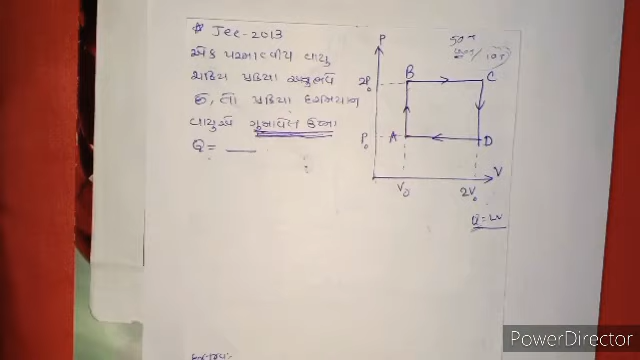 * Jee-2013
એક પરમાણ્વીય વાયુ
ચક્રિય પ્રક્રિયા અનુભવે
છે, તો પ્રક્રિયા દરમ્યાન
વાયુએ ગુમાવેલ ઉષ્મા
Q = ___
P
2P₀
P₀
B
C
A
D
V₀
2V₀
V
Q = W
PowerDirector